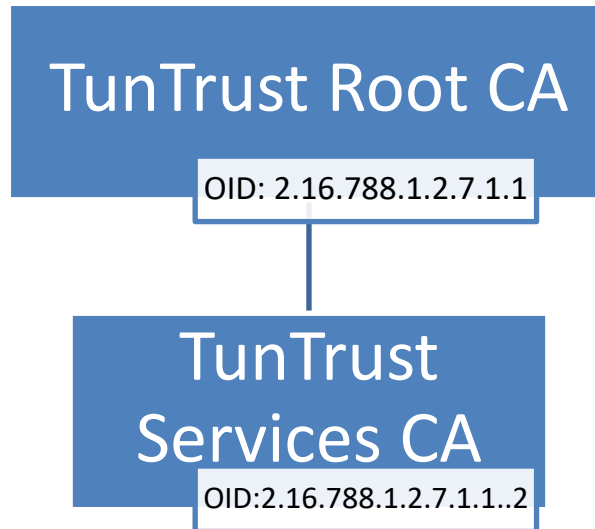 TunTrust Root CA
OID: 2.16.788.1.2.7.1.1
TunTrust
Services CA
OID:2.16.788.1.2.7.1.1..2